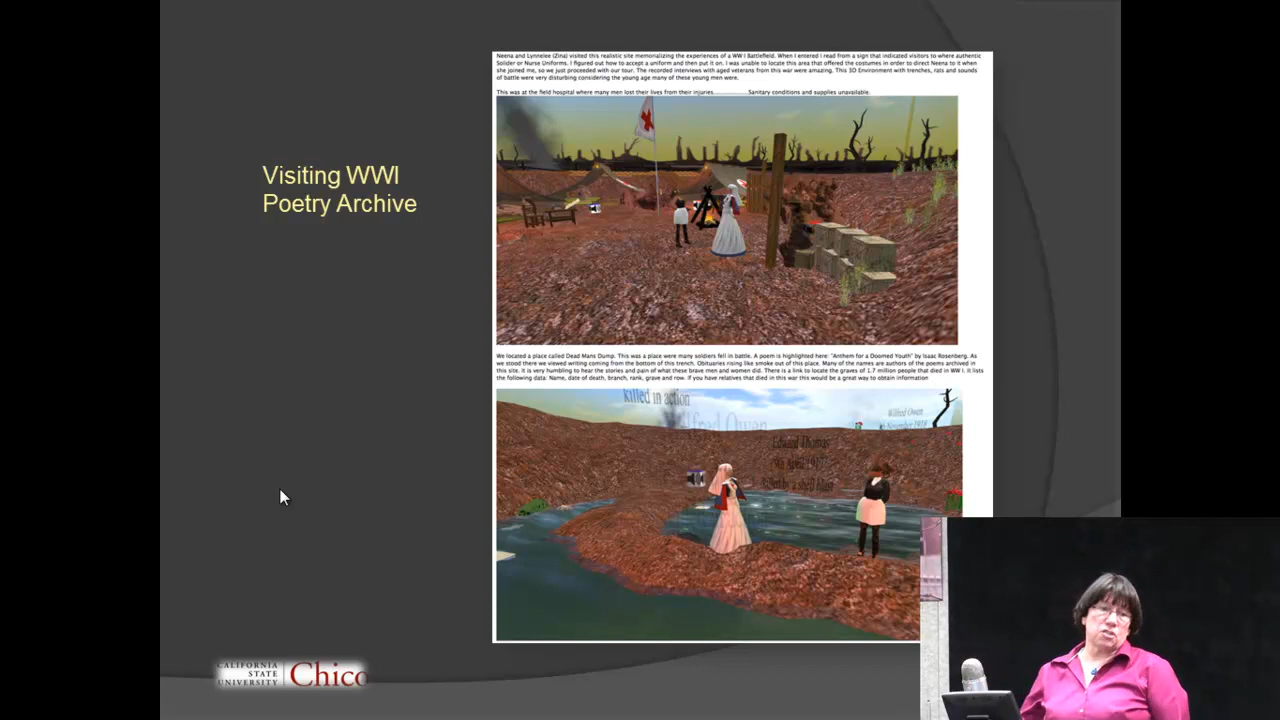 Neena and Lynnelee (Zina) visited this realistic site memorializing the experiences of a WW I Battlefield. When I entered I read from a sign that indicated visitors to where authentic
Solider or Nurse Uniforms. I figured out how to accept a uniform and then put it on. I was unable to locate this area that offered the costumes in order to direct Neena to it when
she joined me, so we just proceeded with our tour. The recorded interviews with aged veterans from this war were amazing. This 3D Environment with trenches, rats and sounds
of battle were very disturbing considering the young age many of these young men were.
This was at the field hospital where many men lost their lives from their injuries..................Sanitary conditions and supplies unavailable.
Visiting WWI
Poetry Archive
We located a place called Dead Mans Dump. This was a place were many soldiers fell in battle. A poem is highlighted here: "Anthem for a Doomed Youth" by Isaac Rosenberg. As
we stood there we viewed writing coming from the bottom of this trench. Obituaries rising like smoke out of this place. Many of the names are authors of the poems archived in
this site. It is very humbling to hear the stories and pain of what these brave men and women did. There is a link to locate the graves of 1.7 million people that died in WW I. It lists
the following data: Name, date of death, branch, rank, grave and row. If you have relatives that died in this war this would be a great way to obtain information
killed in action
Wilfred Owen
Wilfred Owen
November 1918
Edward Thomas
9th April 1917
killed by a shell blast
CALIFORNIA
STATE
UNIVERSITY
Chico